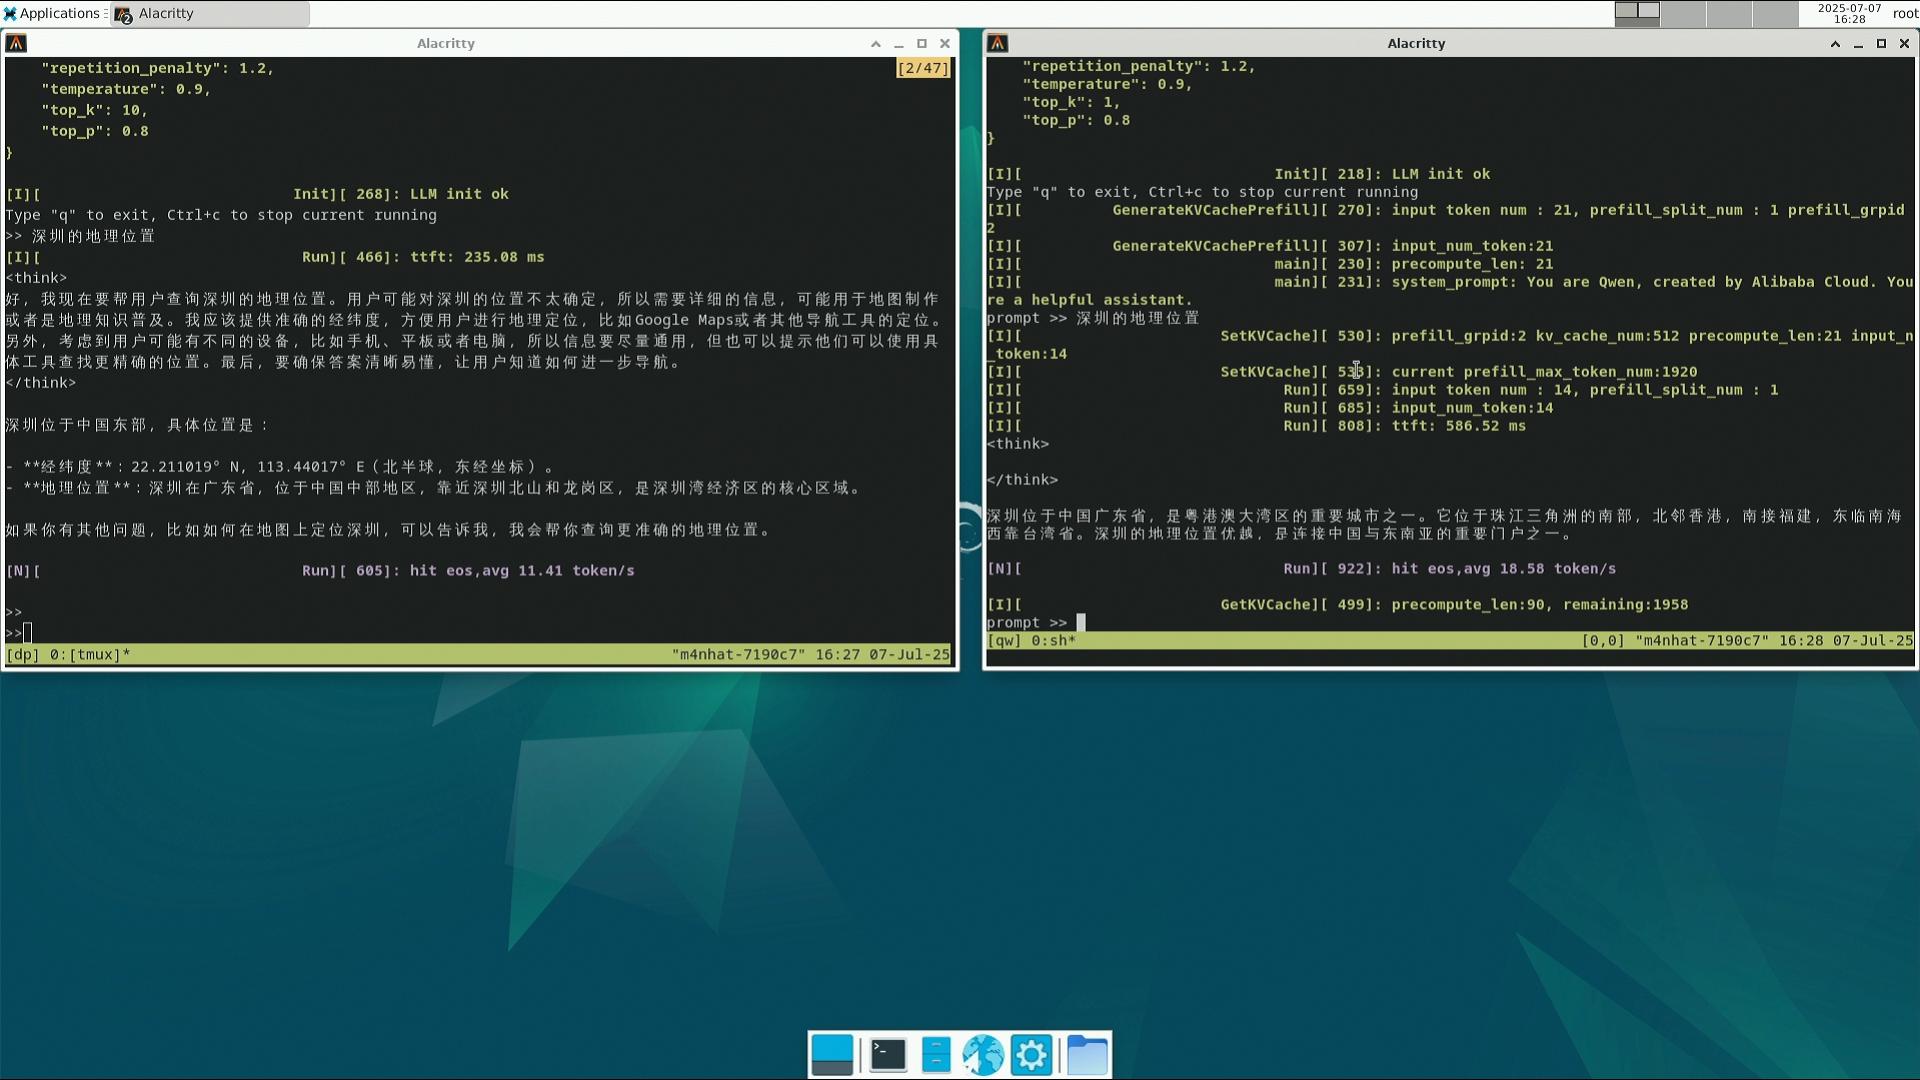 Applications
Alacritty
2025-07-07
16:28
root
Alacritty
"repetition_penalty": 1.2,
[2/47]
"temperature": 0.9,
"top_k": 10,
"top_p": 0.8
}
[I][ Init][ 268]: LLM init ok
Type "q" to exit, Ctrl+c to stop current running
>> 深圳的地理位置
[I][ Run][ 466]: ttft: 235.08 ms
<think>
好，我现在要帮用户查询深圳的地理位置。用户可能对深圳的位置不太确定，所以需要详细的信息，可能用于地图制作
或者是地理知识普及。我应该提供准确的经纬度，方便用户进行地理定位，比如Google Maps或者其他导航工具的定位。
另外，考虑到用户可能有不同的设备，比如手机、平板或者电脑，所以信息要尽量通用，但也可以提示他们可以使用具
体工具查找更精确的位置。最后，要确保答案清晰易懂，让用户知道如何进一步导航。
</think>
深圳位于中国东部，具体位置是：
- **经纬度**：22.211019° N, 113.44017° E（北半球，东经坐标）。
- **地理位置**：深圳在广东省，位于中国中部地区，靠近深圳北山和龙岗区，是深圳湾经济区的核心区域。
如果你有其他问题，比如如何在地图上定位深圳，可以告诉我，我会帮你查询更准确的地理位置。
[N][ Run][ 605]: hit eos,avg 11.41 token/s
>>
>>
[dp] 0:[tmux]* "m4nhat-7190c7" 16:27 07-Jul-25
Alacritty
"repetition_penalty": 1.2,
"temperature": 0.9,
"top_k": 1,
"top_p": 0.8
}
[I][ Init][ 218]: LLM init ok
Type "q" to exit, Ctrl+c to stop current running
[I][ GenerateKVCachePrefill][ 270]: input token num : 21, prefill_split_num : 1 prefill_grpid
2
[I][ GenerateKVCachePrefill][ 307]: input_num_token:21
[I][ main][ 230]: precompute_len: 21
[I][ main][ 231]: system_prompt: You are Qwen, created by Alibaba Cloud. You
re a helpful assistant.
prompt >> 深圳的地理位置
[I][ SetKVCache][ 530]: prefill_grpid:2 kv_cache_num:512 precompute_len:21 input_n
_token:14
[I][ SetKVCache][ 533]: current prefill_max_token_num:1920
[I][ Run][ 659]: input token num : 14, prefill_split_num : 1
[I][ Run][ 685]: input_num_token:14
[I][ Run][ 808]: ttft: 586.52 ms
<think>
</think>
深圳位于中国广东省，是粤港澳大湾区的重要城市之一。它位于珠江三角洲的南部，北邻香港，南接福建，东临南海
西靠台湾省。深圳的地理位置优越，是连接中国与东南亚的重要门户之一。
[N][ Run][ 922]: hit eos,avg 18.58 token/s
[I][ GetKVCache][ 499]: precompute_len:90, remaining:1958
prompt >>
[qw] 0:sh* [0,0] "m4nhat-7190c7" 16:28 07-Jul-25